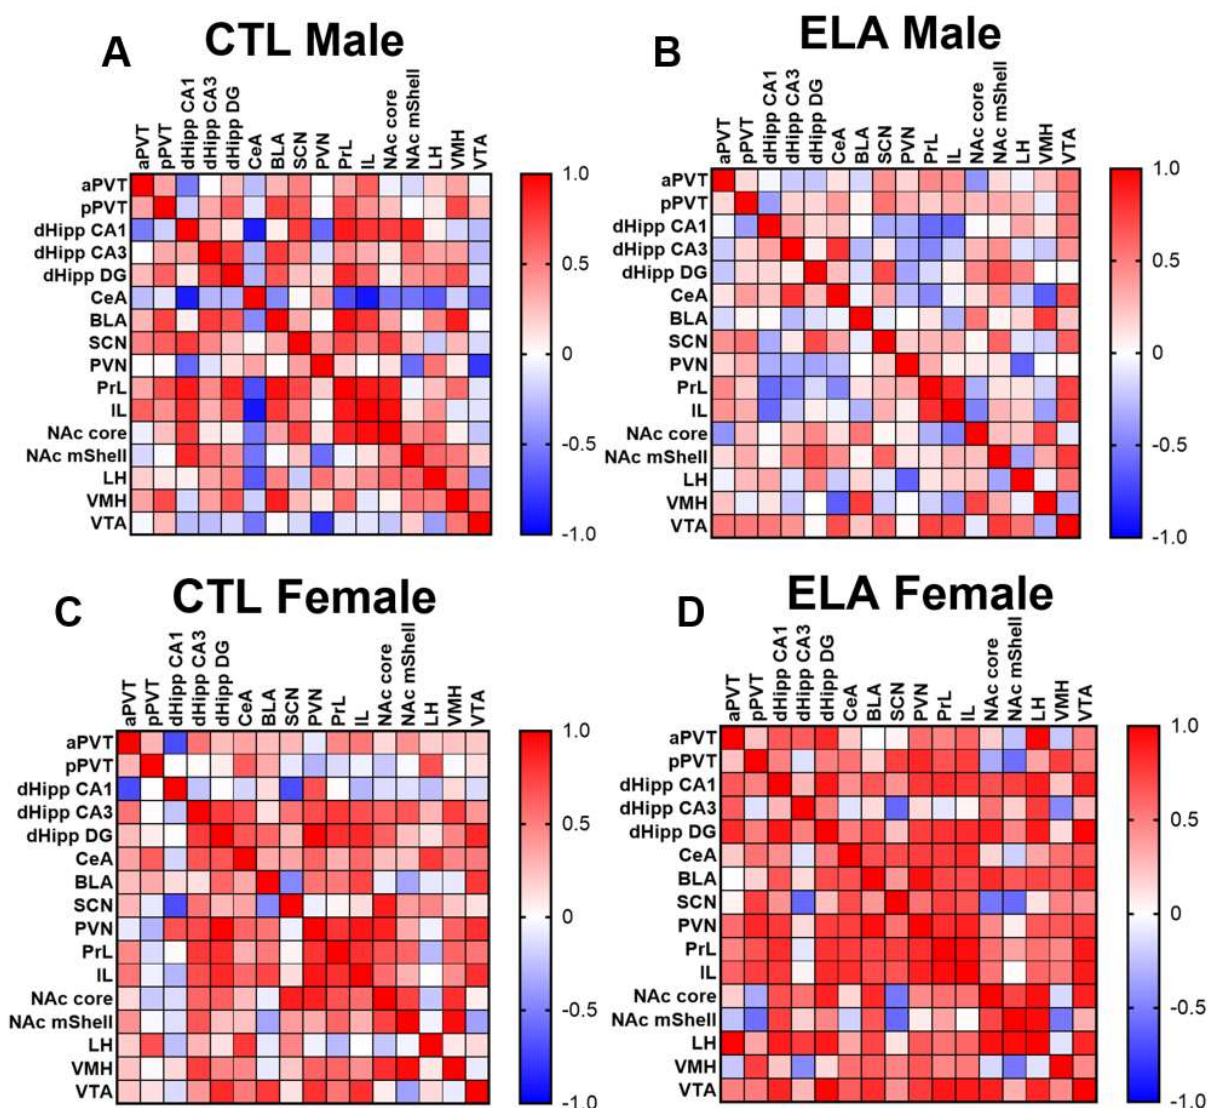 A CTL Male
aPVT pPVT dHipp CA1 dHipp CA3 dHipp DG CeA BLA SCN PVN PrL IL NAc core NAc mShell LH VMH VTA
aPVT
pPVT
dHipp CA1
dHipp CA3
dHipp DG
CeA
BLA
SCN
PVN
PrL
IL
NAc core
NAc mShell
LH
VMH
VTA
1.0
0.5
0
-0.5
-1.0
B ELA Male
aPVT pPVT dHipp CA1 dHipp CA3 dHipp DG CeA BLA SCN PVN PrL IL NAc core NAc mShell LH VMH VTA
aPVT
pPVT
dHipp CA1
dHipp CA3
dHipp DG
CeA
BLA
SCN
PVN
PrL
IL
NAc core
NAc mShell
LH
VMH
VTA
1.0
0.5
0
-0.5
-1.0
C CTL Female
aPVT pPVT dHipp CA1 dHipp CA3 dHipp DG CeA BLA SCN PVN PrL IL NAc core NAc mShell LH VMH VTA
aPVT
pPVT
dHipp CA1
dHipp CA3
dHipp DG
CeA
BLA
SCN
PVN
PrL
IL
NAc core
NAc mShell
LH
VMH
VTA
1.0
0.5
0
-0.5
-1.0
D ELA Female
aPVT pPVT dHipp CA1 dHipp CA3 dHipp DG CeA BLA SCN PVN PrL IL NAc core NAc mShell LH VMH VTA
aPVT
pPVT
dHipp CA1
dHipp CA3
dHipp DG
CeA
BLA
SCN
PVN
PrL
IL
NAc core
NAc mShell
LH
VMH
VTA
1.0
0.5
0
-0.5
-1.0